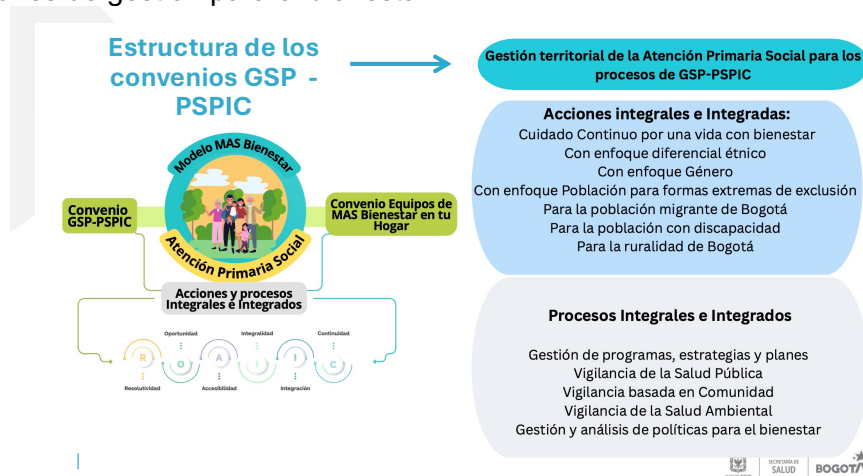 Estructura de los
convenios GSP -
PSPIC
Modelo MAS Bienestar
Convenio
GSP-PSPIC
Convenio Equipos de
MAS Bienestar en tu
Hogar
Atención Primaria Social
Acciones y procesos
Integrales e Integrados
Oportunidad
Integralidad
Continuidad
R O A I I C
Resolutividad
Accesibilidad
Integración
Gestión territorial de la Atención Primaria Social para los
procesos de GSP-PSPIC
Acciones integrales e Integradas:
Cuidado Continuo por una vida con bienestar
Con enfoque diferencial étnico
Con enfoque Género
Con enfoque Población para formas extremas de exclusión
Para la población migrante de Bogotá
Para la población con discapacidad
Para la ruralidad de Bogotá
Procesos Integrales e Integrados
Gestión de programas, estrategias y planes
Vigilancia de la Salud Pública
Vigilancia basada en Comunidad
Vigilancia de la Salud Ambiental
Gestión y análisis de políticas para el bienestar
SECRETARÍA DE
SALUD
BOGOTÁ